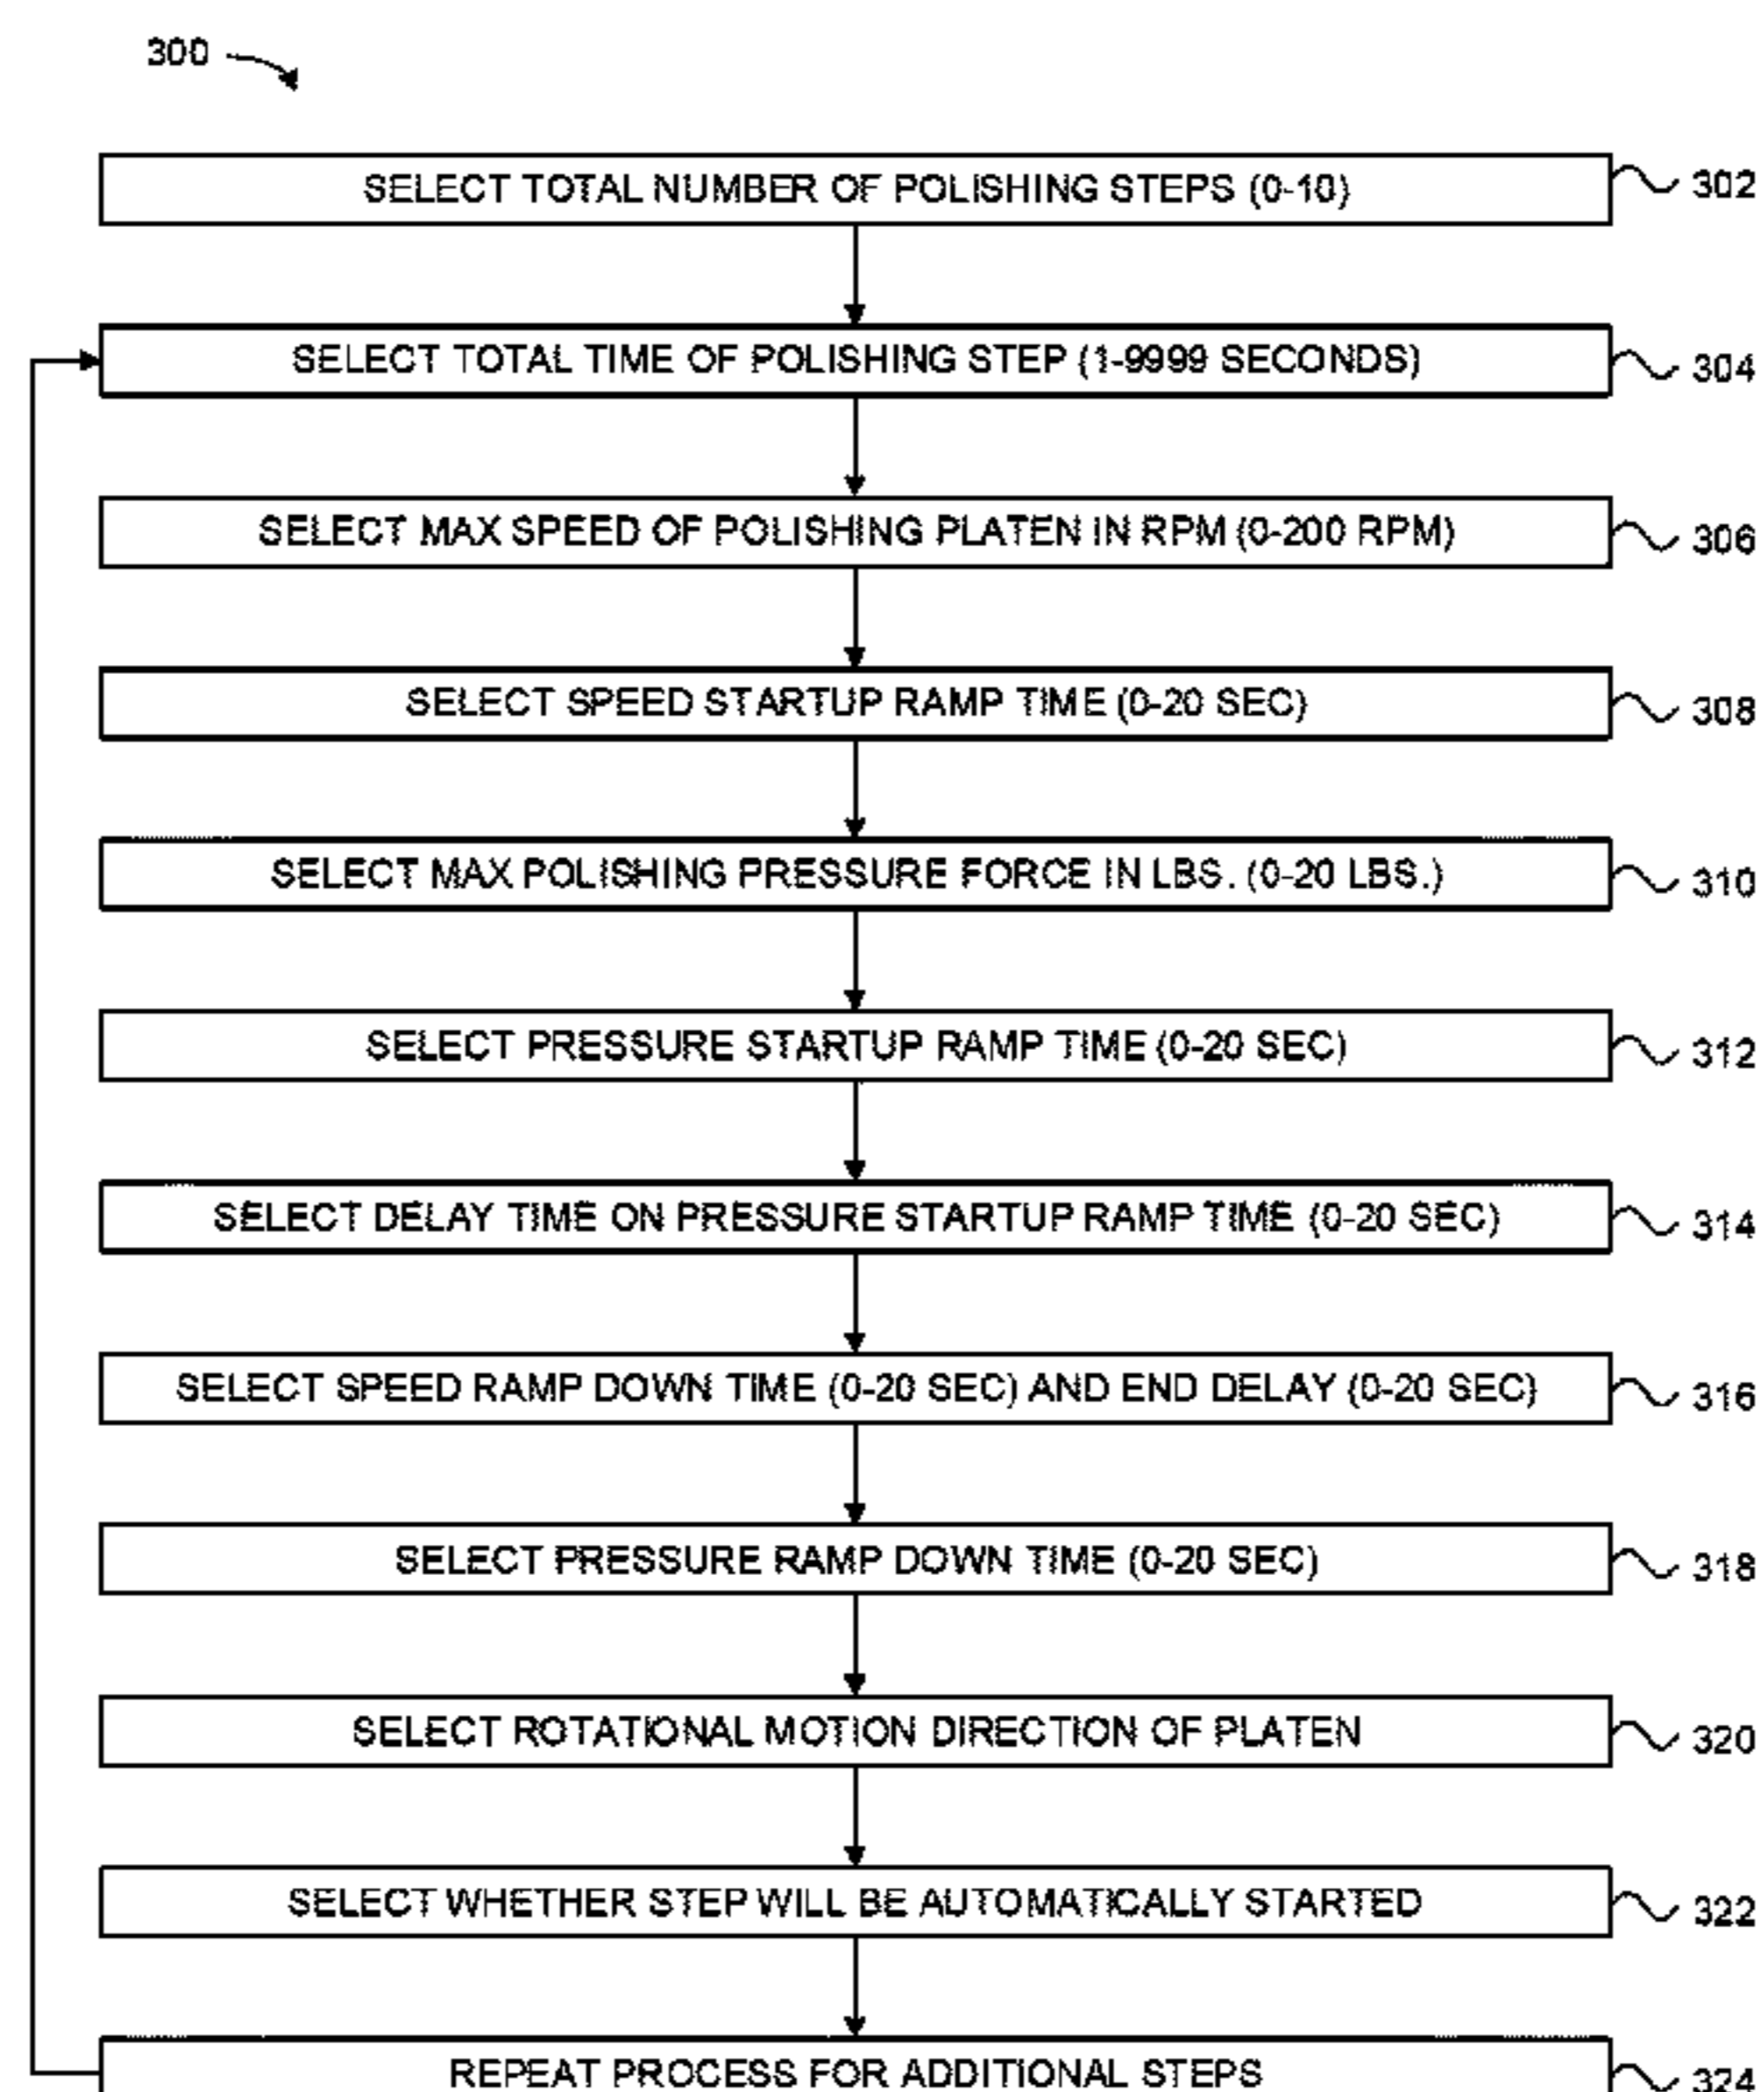 300
SELECT TOTAL NUMBER OF POLISHING STEPS (0-10) 302
SELECT TOTAL TIME OF POLISHING STEP (1-9999 SECONDS) 304
SELECT MAX SPEED OF POLISHING PLATEN IN RPM (0-200 RPM) 306
SELECT SPEED STARTUP RAMP TIME (0-20 SEC) 308
SELECT MAX POLISHING PRESSURE FORCE IN LBS. (0-20 LBS.) 310
SELECT PRESSURE STARTUP RAMP TIME (0-20 SEC) 312
SELECT DELAY TIME ON PRESSURE STARTUP RAMP TIME (0-20 SEC) 314
SELECT SPEED RAMP DOWN TIME (0-20 SEC) AND END DELAY (0-20 SEC) 316
SELECT PRESSURE RAMP DOWN TIME (0-20 SEC) 318
SELECT ROTATIONAL MOTION DIRECTION OF PLATEN 320
SELECT WHETHER STEP WILL BE AUTOMATICALLY STARTED 322
REPEAT PROCESS FOR ADDITIONAL STEPS 324